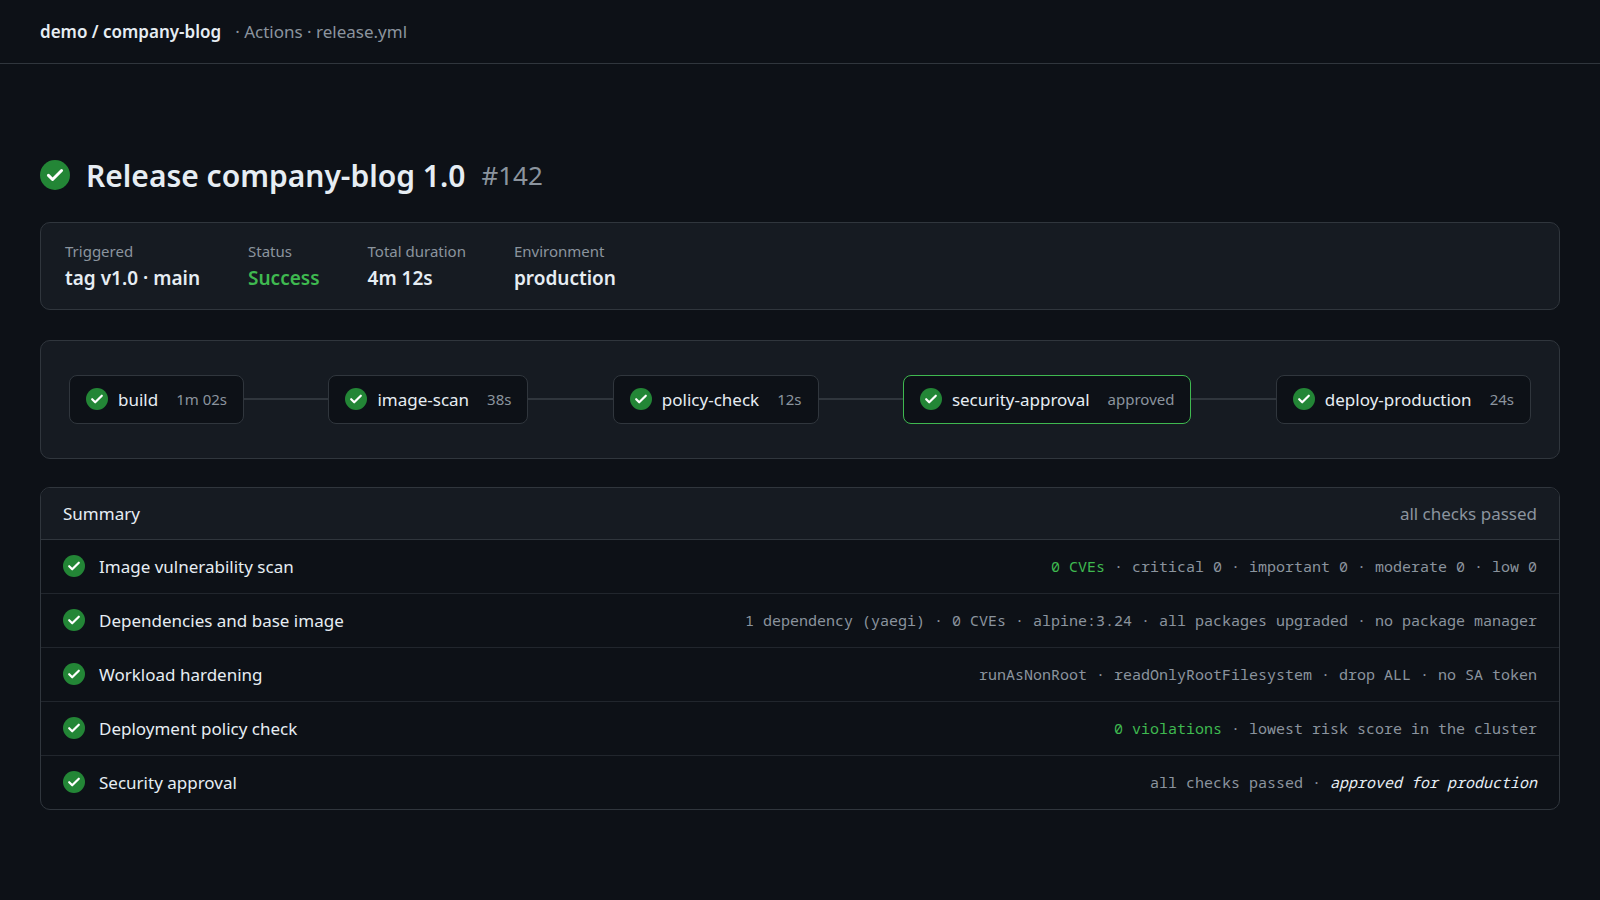 demo / company-blog · Actions · release.yml
Release company-blog 1.0 #142
Triggered Status Total duration Environment
tag v1.0 · main Success 4m 12s production
build 1m 02s image-scan 38s policy-check 12s security-approval approved deploy-production 24s
Summary all checks passed
Image vulnerability scan 0 CVEs · critical 0 · important 0 · moderate 0 · low 0
Dependencies and base image 1 dependency (yaegi) · 0 CVEs · alpine:3.24 · all packages upgraded · no package manager
Workload hardening runAsNonRoot · readOnlyRootFilesystem · drop ALL · no SA token
Deployment policy check 0 violations · lowest risk score in the cluster
Security approval all checks passed · approved for production